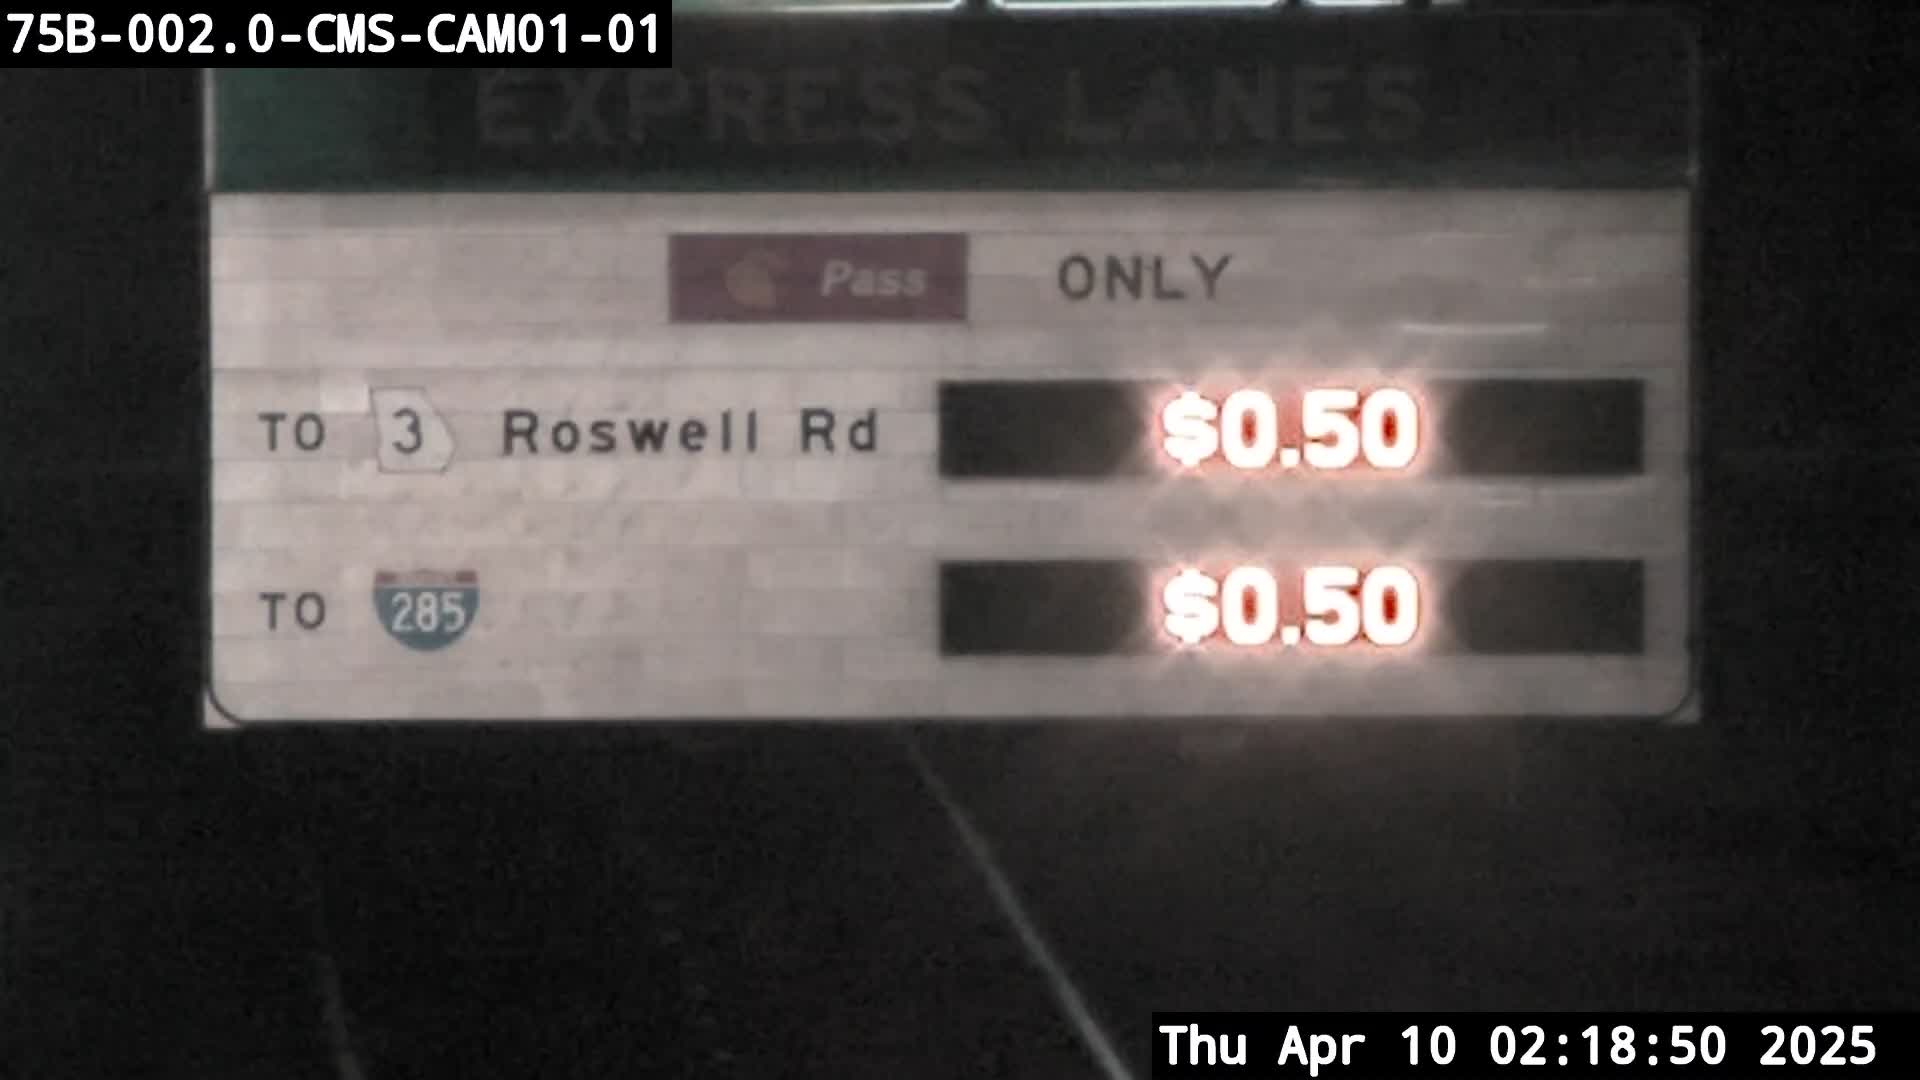 75B-002.0-CMS-CAM01-01
EXPRESS LANES
Pass ONLY
TO 3 Roswell Rd $0.50
TO 285 $0.50
Thu Apr 10 02:18:50 2025